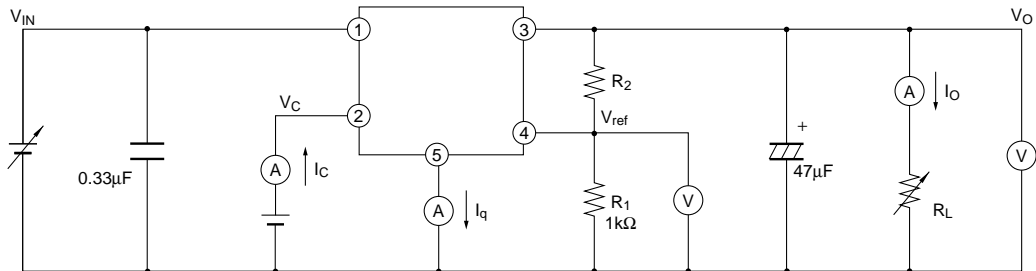 VIN
1
3
VO
R2
A
IO
VC
2
4
Vref
5
+
0.33μF
A
IC
47μF
V
A
Iq
R1
1kΩ
V
RL